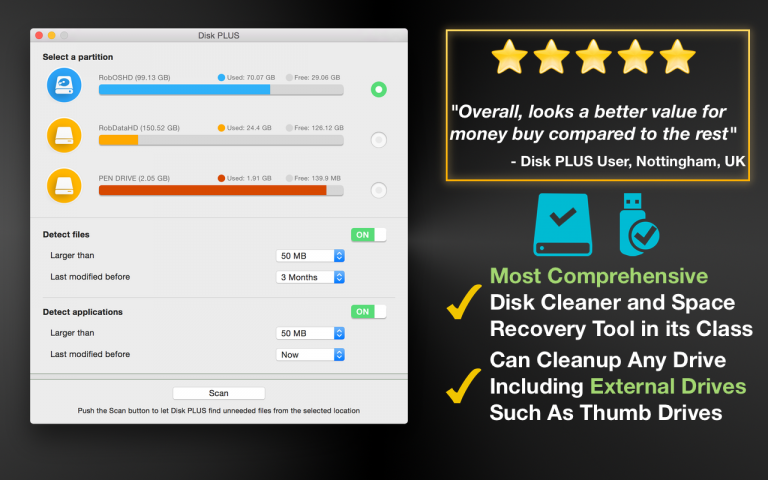 Disk PLUS
Select a partition
RobOSHD (99.13 GB) Used: 70.07 GB Free: 29.06 GB
RobDataHD (150.52 GB) Used: 24.4 GB Free: 126.12 GB
PEN DRIVE (2.05 GB) Used: 1.91 GB Free: 139.9 MB
Detect files ON
Larger than 50 MB
Last modified before 3 Months
Detect applications ON
Larger than 50 MB
Last modified before Now
Scan
Push the Scan button to let Disk PLUS find unneeded files from the selected location
"Overall, looks a better value for
money buy compared to the rest"
- Disk PLUS User, Nottingham, UK
Most Comprehensive
Disk Cleaner and Space
Recovery Tool in its Class
Can Cleanup Any Drive
Including External Drives
Such As Thumb Drives